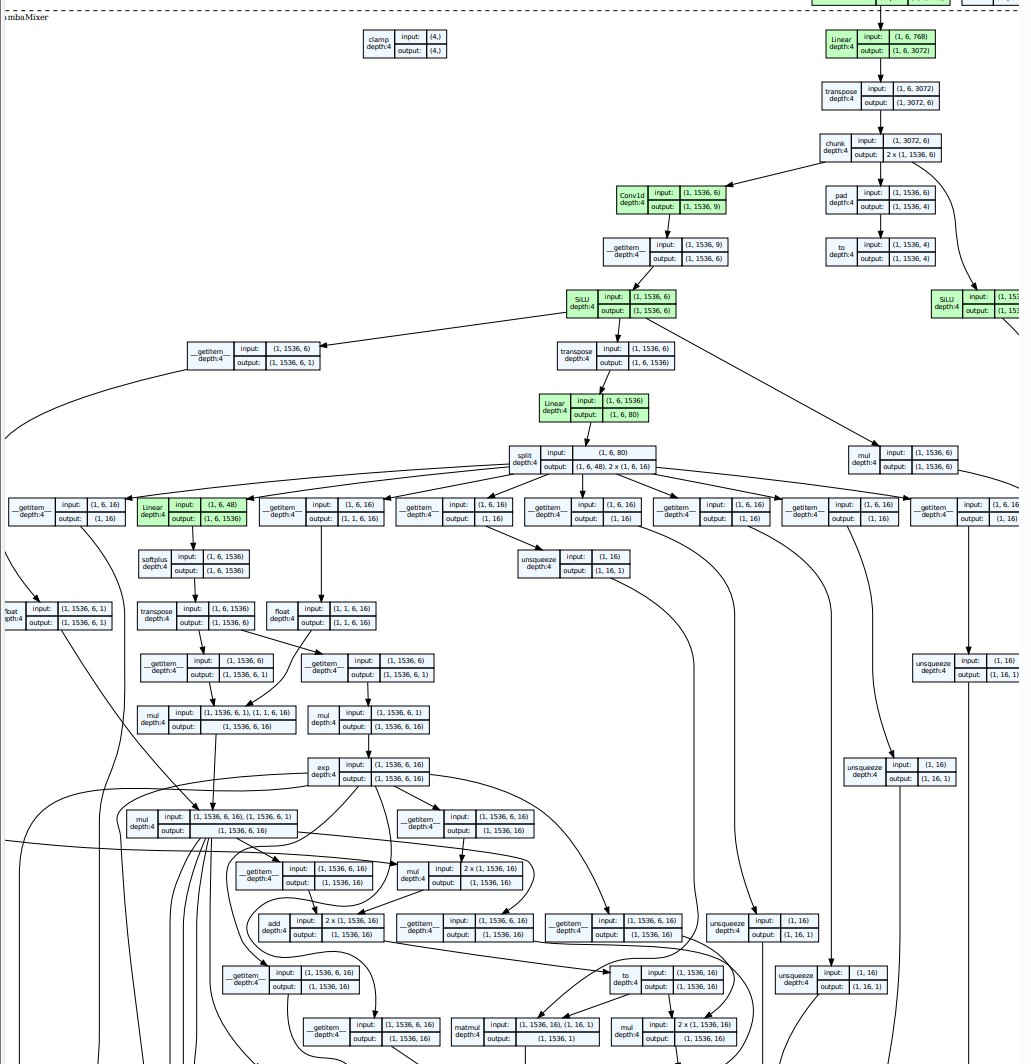 ambaMixer
clamp depth:4 input: (4,) output: (4,)
Linear depth:4 input: (1, 6, 768) output: (1, 6, 3072)
transpose depth:4 input: (1, 6, 3072) output: (1, 3072, 6)
chunk depth:4 input: (1, 3072, 6) output: 2 x (1, 1536, 6)
Conv1d depth:4 input: (1, 1536, 6) output: (1, 1536, 9)
pad depth:4 input: (1, 1536, 6) output: (1, 1536, 4)
__getitem__ depth:4 input: (1, 1536, 9) output: (1, 1536, 6)
to depth:4 input: (1, 1536, 4) output: (1, 1536, 4)
SiLU depth:4 input: (1, 1536, 6) output: (1, 1536, 6)
SiLU depth:4 input: (1, 153 output: (1, 153
__getitem__ depth:4 input: (1, 1536, 6) output: (1, 1536, 6, 1)
transpose depth:4 input: (1, 1536, 6) output: (1, 6, 1536)
Linear depth:4 input: (1, 6, 1536) output: (1, 6, 80)
split depth:4 input: (1, 6, 80) output: (1, 6, 48), 2 x (1, 6, 16)
mul depth:4 input: (1, 1536, 6) output: (1, 1536, 6)
__getitem__ depth:4 input: (1, 6, 16) output: (1, 16)
Linear depth:4 input: (1, 6, 48) output: (1, 6, 1536)
__getitem__ depth:4 input: (1, 6, 16) output: (1, 1, 6, 16)
__getitem__ depth:4 input: (1, 6, 16) output: (1, 16)
__getitem__ depth:4 input: (1, 6, 16) output: (1, 16)
__getitem__ depth:4 input: (1, 6, 16) output: (1, 16)
__getitem__ depth:4 input: (1, 6, 16) output: (1, 16)
__getitem__ depth:4 input: (1, 6, 16 output: (1, 16)
softplus depth:4 input: (1, 6, 1536) output: (1, 6, 1536)
unsqueeze depth:4 input: (1, 16) output: (1, 16, 1)
float pth:4 input: (1, 1536, 6, 1) output: (1, 1536, 6, 1)
transpose depth:4 input: (1, 6, 1536) output: (1, 1536, 6)
float depth:4 input: (1, 1, 6, 16) output: (1, 1, 6, 16)
__getitem__ depth:4 input: (1, 1536, 6) output: (1, 1536, 6, 1)
__getitem__ depth:4 input: (1, 1536, 6) output: (1, 1536, 6, 1)
unsqueeze depth:4 input: (1, 16) output: (1, 16, 1)
mul depth:4 input: (1, 1536, 6, 1), (1, 1, 6, 16) output: (1, 1536, 6, 16)
mul depth:4 input: (1, 1536, 6, 1) output: (1, 1536, 6, 16)
exp depth:4 input: (1, 1536, 6, 16) output: (1, 1536, 6, 16)
unsqueeze depth:4 input: (1, 16) output: (1, 16, 1)
mul depth:4 input: (1, 1536, 6, 16), (1, 1536, 6, 1) output: (1, 1536, 6, 16)
__getitem__ depth:4 input: (1, 1536, 6, 16) output: (1, 1536, 16)
__getitem__ depth:4 input: (1, 1536, 6, 16) output: (1, 1536, 16)
mul depth:4 input: 2 x (1, 1536, 16) output: (1, 1536, 16)
add depth:4 input: 2 x (1, 1536, 16) output: (1, 1536, 16)
__getitem__ depth:4 input: (1, 1536, 6, 16) output: (1, 1536, 16)
__getitem__ depth:4 input: (1, 1536, 6, 16) output: (1, 1536, 16)
unsqueeze depth:4 input: (1, 16) output: (1, 16, 1)
__getitem__ depth:4 input: (1, 1536, 6, 16) output: (1, 1536, 16)
to depth:4 input: (1, 1536, 16) output: (1, 1536, 16)
unsqueeze depth:4 input: (1, 16) output: (1, 16, 1)
__getitem__ depth:4 input: (1, 1536, 6, 16) output: (1, 1536, 16)
matmul depth:4 input: (1, 1536, 16), (1, 16, 1) output: (1, 1536, 1)
mul depth:4 input: 2 x (1, 1536, 16) output: (1, 1536, 16)